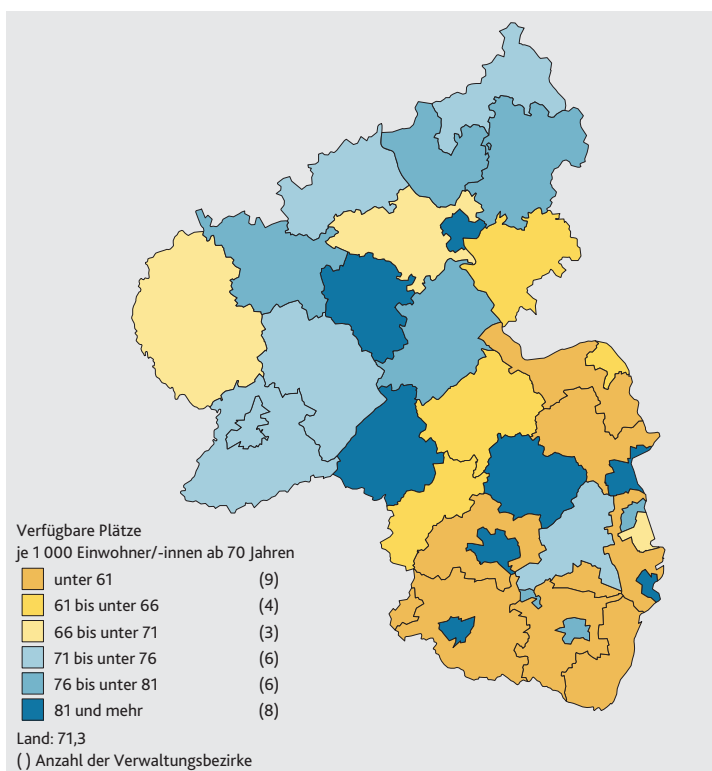 Verfügbare Plätze
je 1 000 Einwohner/-innen ab 70 Jahren
unter 61 (9)
61 bis unter 66 (4)
66 bis unter 71 (3)
71 bis unter 76 (6)
76 bis unter 81 (6)
81 und mehr (8)
Land: 71,3
( ) Anzahl der Verwaltungsbezirke